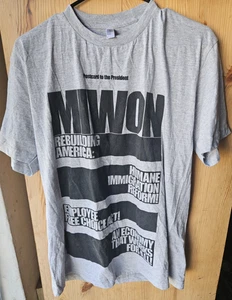 to the President
MIWON
REBUILDING
AMERICA:
HUMANE
IMMIGRATION
REFORM!
EMPLOYEE
FREE CHOICE ACT!
AN ECONOMY
THAT WORKS
FOR ALL!